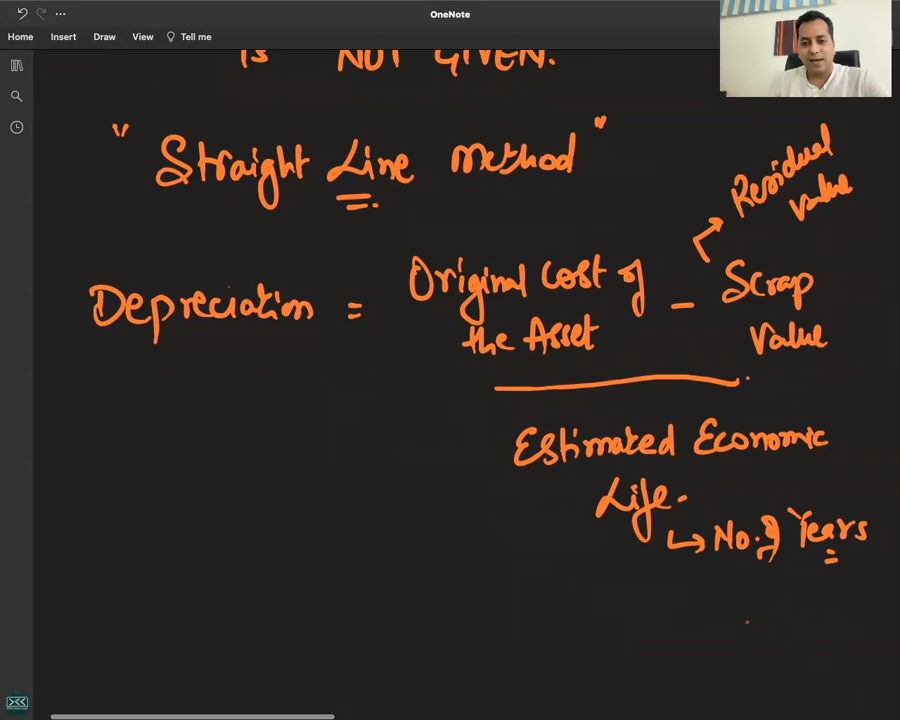 OneNote
Home Insert Draw View Tell me
is NOT GIVEN.
" Straight Line Method "
Residual
Value
Depreciation = Original Cost of - Scrap
the Asset Value
Estimated Economic
Life.
↳ No. of Years